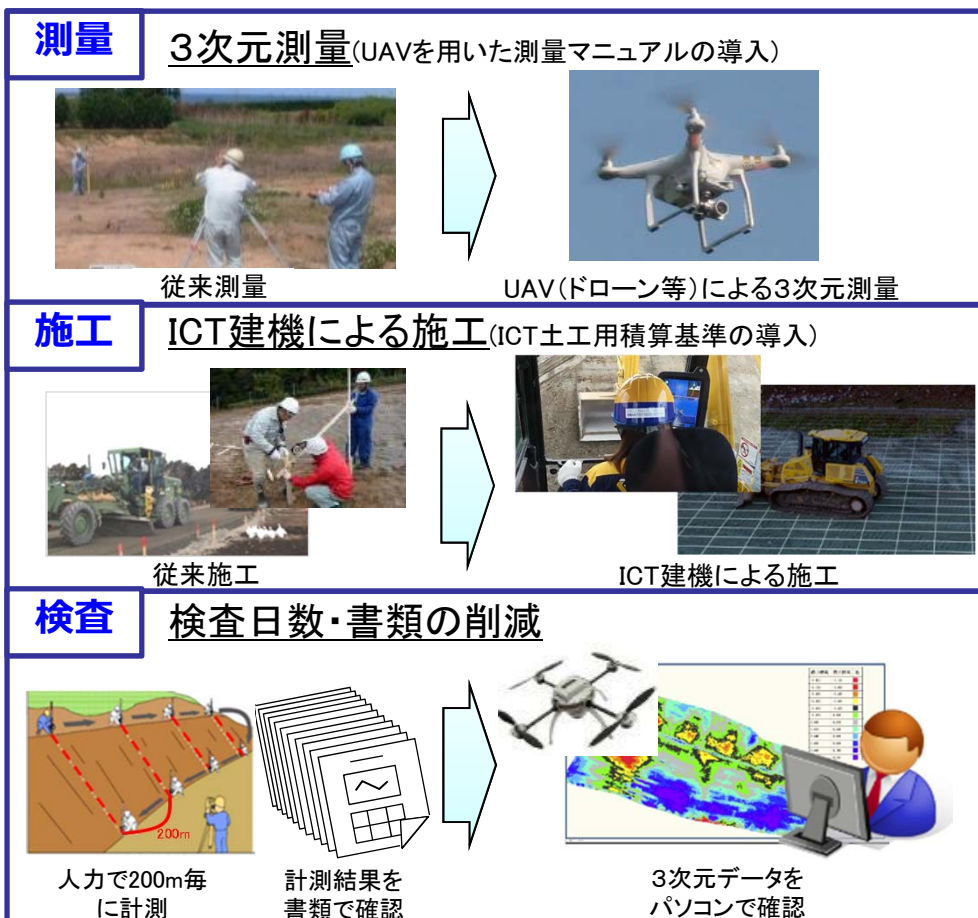 測量
3次元測量(UAVを用いた測量マニュアルの導入)
従来測量
UAV(ドローン等)による3次元測量
施工
ICT建機による施工(ICT土工用積算基準の導入)
従来施工
ICT建機による施工
検査
検査日数・書類の削減
200m
人力で200m毎
に計測
計測結果を
書類で確認
3次元データを
パソコンで確認